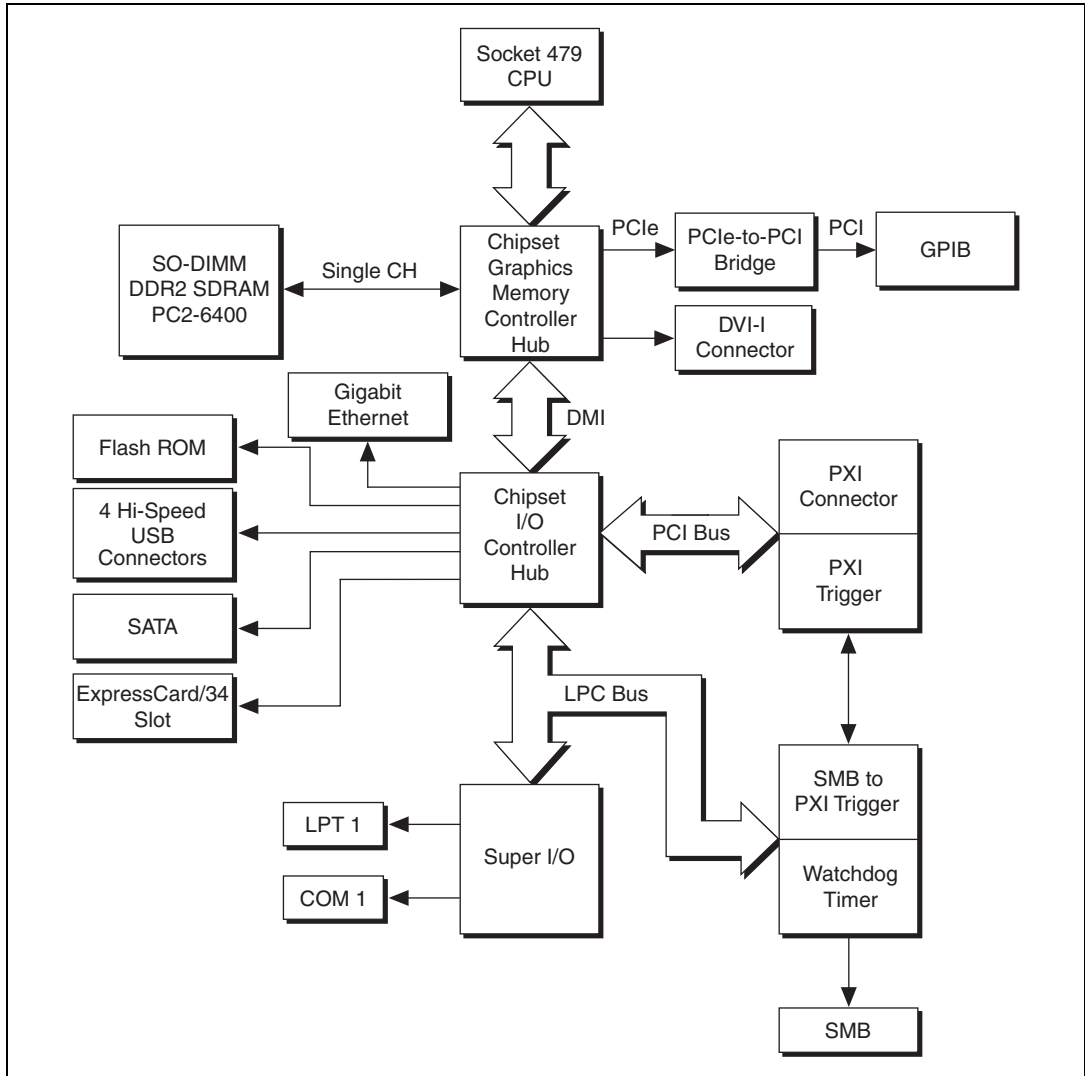 Socket 479
CPU
SO-DIMM
DDR2 SDRAM
PC2-6400
Single CH
Chipset
Graphics
Memory
Controller
Hub
PCIe
PCIe-to-PCI
Bridge
PCI
GPIB
DVI-I
Connector
DMI
Gigabit
Ethernet
Flash ROM
4 Hi-Speed
USB
Connectors
SATA
ExpressCard/34
Slot
Chipset
I/O
Controller
Hub
PCI Bus
PXI
Connector
PXI
Trigger
LPC Bus
SMB to
PXI Trigger
Watchdog
Timer
SMB
Super I/O
LPT 1
COM 1